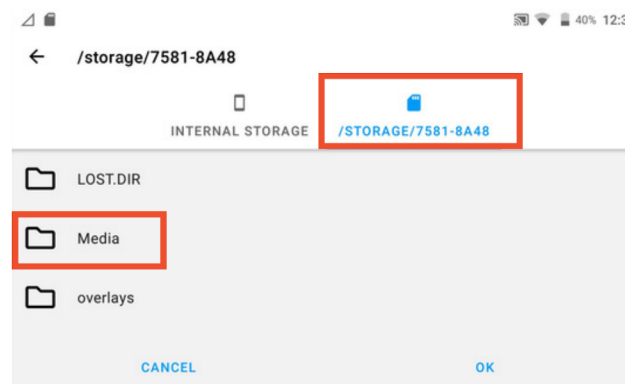 40% 12:3
/storage/7581-8A48
INTERNAL STORAGE
/STORAGE/7581-8A48
LOST.DIR
Media
overlays
CANCEL
OK